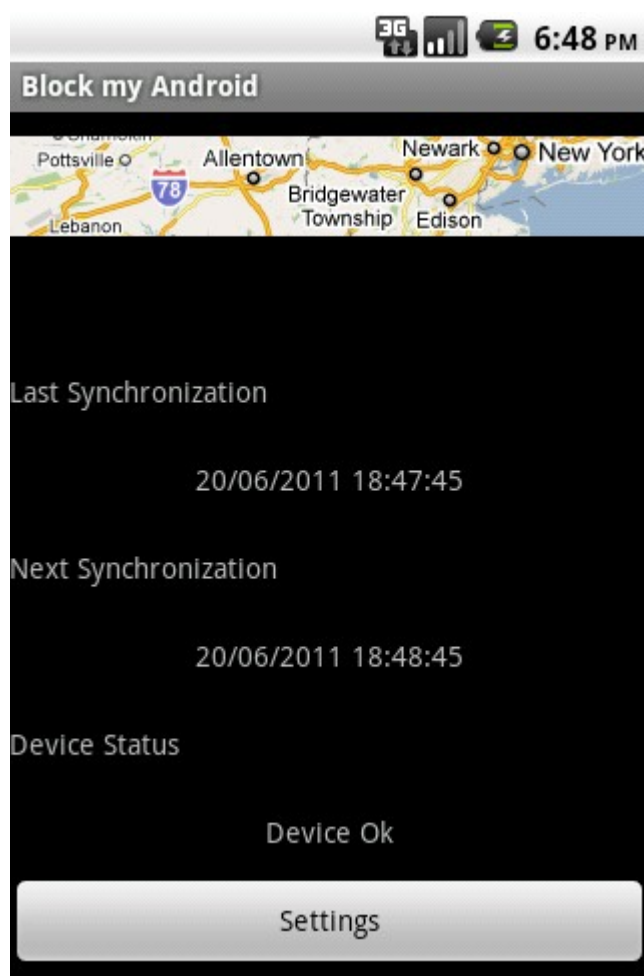 3G 6:48 PM
Block my Android
Pottsville Allentown Newark New York
78
Bridgewater
Township Edison
Lebanon
Last Synchronization
20/06/2011 18:47:45
Next Synchronization
20/06/2011 18:48:45
Device Status
Device Ok
Settings